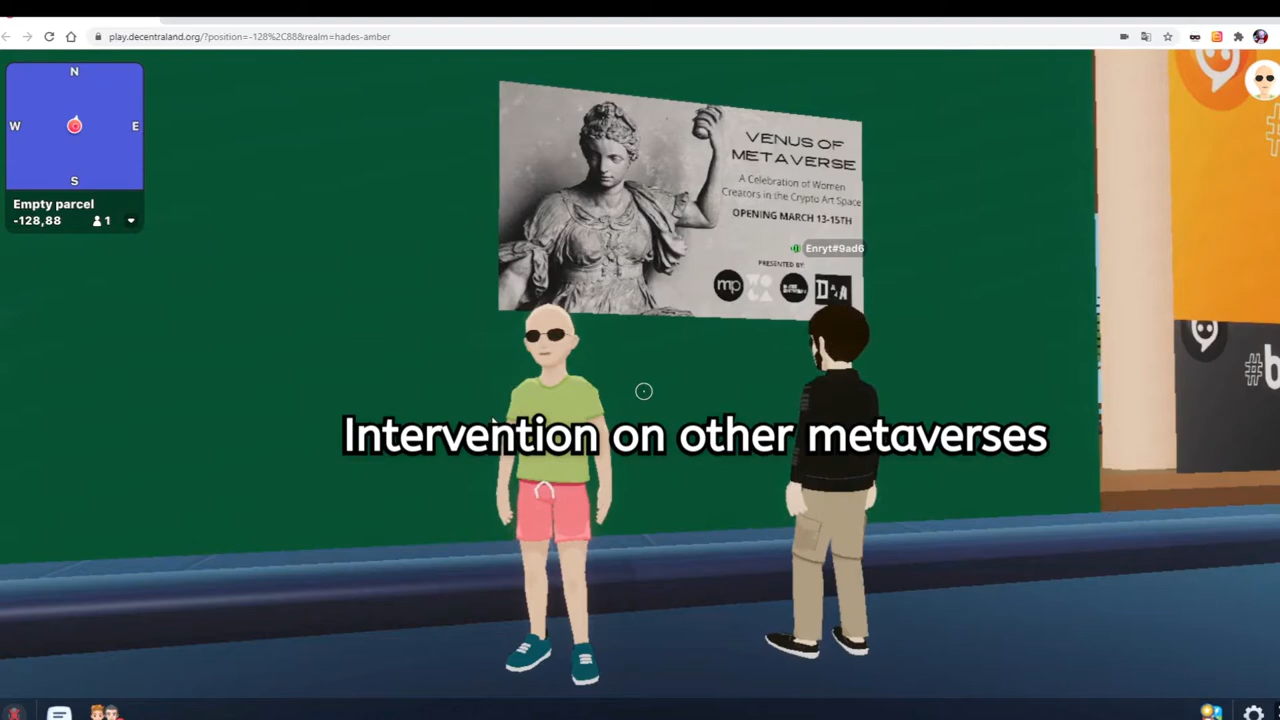 play.decentraland.org/?position=-128%2C88&realm=hades-amber
N
W
E
S
Empty parcel
-128,88
1
VENUS OF
METAVERSE
A Celebration of Women
Creators in the Crypto Art Space
OPENING MARCH 13-15TH
Enryt#9ad6
PRESENTED BY:
mp
Intervention on other metaverses
#b